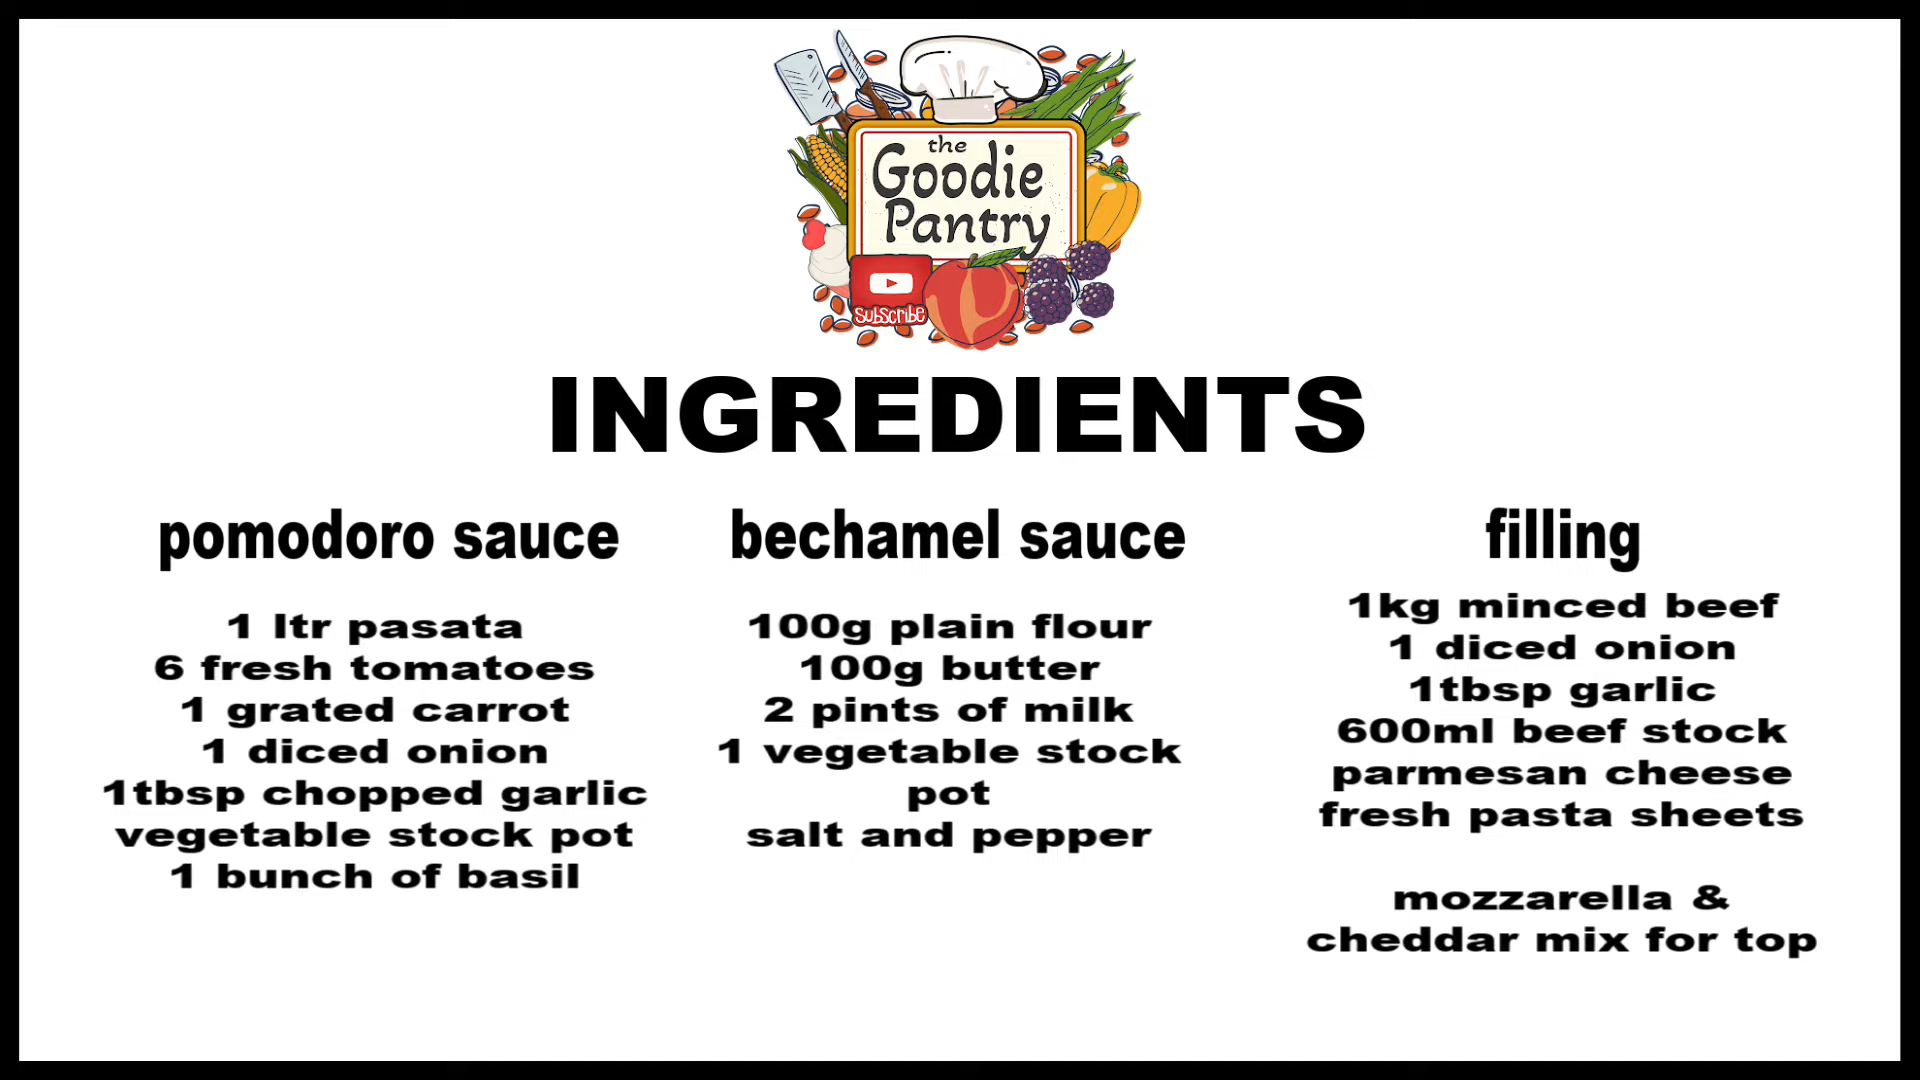 the
Goodie
Pantry
Subscribe
INGREDIENTS
pomodoro sauce
1 ltr pasata
6 fresh tomatoes
1 grated carrot
1 diced onion
1tbsp chopped garlic
vegetable stock pot
1 bunch of basil
bechamel sauce
100g plain flour
100g butter
2 pints of milk
1 vegetable stock
pot
salt and pepper
filling
1kg minced beef
1 diced onion
1tbsp garlic
600ml beef stock
parmesan cheese
fresh pasta sheets
mozzarella &
cheddar mix for top